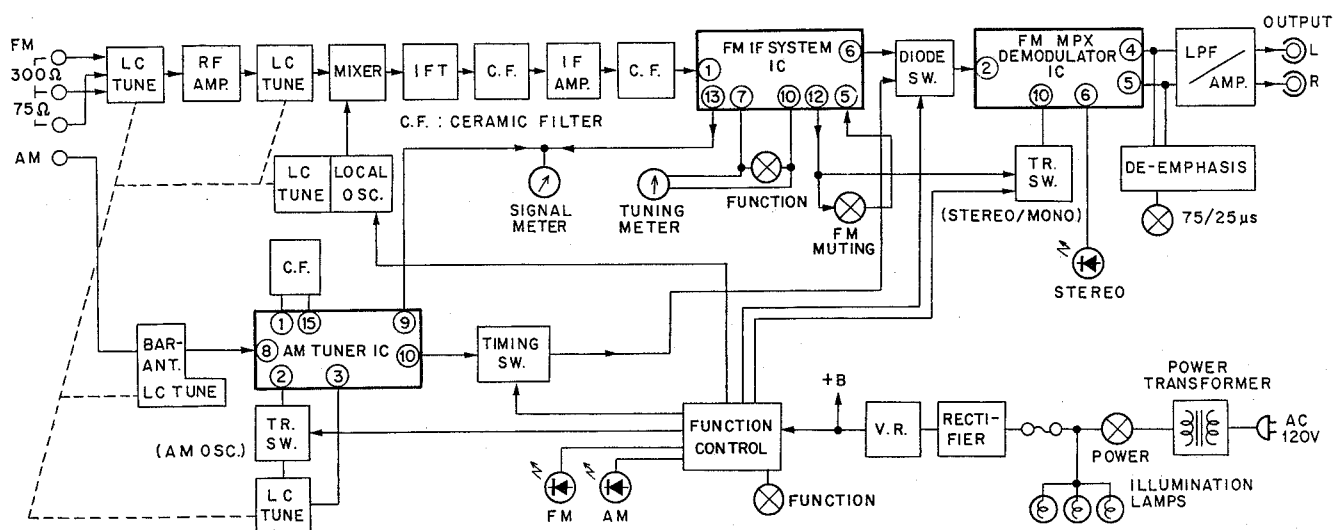 FM
300Ω
75Ω
AM
LC
TUNE
RF
AMP.
LC
TUNE
MIXER
IFT
C.F.
IF
AMP.
C.F.
C.F. : CERAMIC FILTER
FM IF SYSTEM
IC
1
6
13
7
10
12
5
DIODE
SW.
FM MPX
DEMODULATOR
IC
2
4
5
10
6
LPF
AMP.
OUTPUT
L
R
LC
TUNE
LOCAL
OSC.
SIGNAL
METER
TUNING
METER
FUNCTION
FM
MUTING
TR.
SW.
(STEREO/MONO)
DE-EMPHASIS
75/25μs
STEREO
C.F.
1
15
9
8
AM TUNER IC
10
2
3
BAR-
ANT.
LC TUNE
TIMING
SW.
TR.
SW.
(AM OSC.)
LC
TUNE
FUNCTION
CONTROL
FM
AM
FUNCTION
+B
V.R.
RECTI-
FIER
POWER
POWER
TRANSFORMER
AC
120V
ILLUMINATION
LAMPS